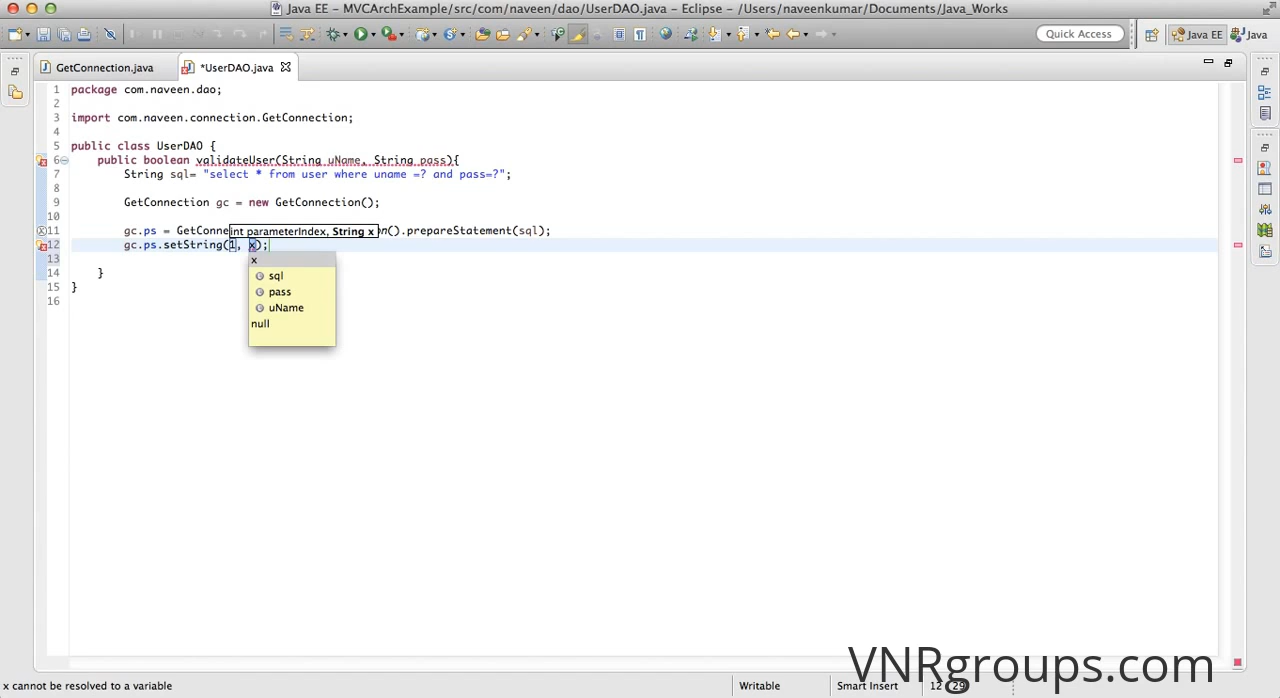 Java EE – MVCArchExample/src/com/naveen/dao/UserDAO.java – Eclipse – /Users/naveenkumar/Documents/Java_Works
Quick Access
Java EE
Java
GetConnection.java
*UserDAO.java
1 package com.naveen.dao;
2
3 import com.naveen.connection.GetConnection;
4
5 public class UserDAO {
6 public boolean validateUser(String uName, String pass){
7 String sql= "select * from user where uname =? and pass=?";
8
9 GetConnection gc = new GetConnection();
10
11 gc.ps = GetConne int parameterIndex, String x n().prepareStatement(sql);
12 gc.ps.setString(1, x);
13
x
sql
pass
uName
null
14 }
15 }
16
VNRgroups.com
x cannot be resolved to a variable
Writable
Smart Insert
12